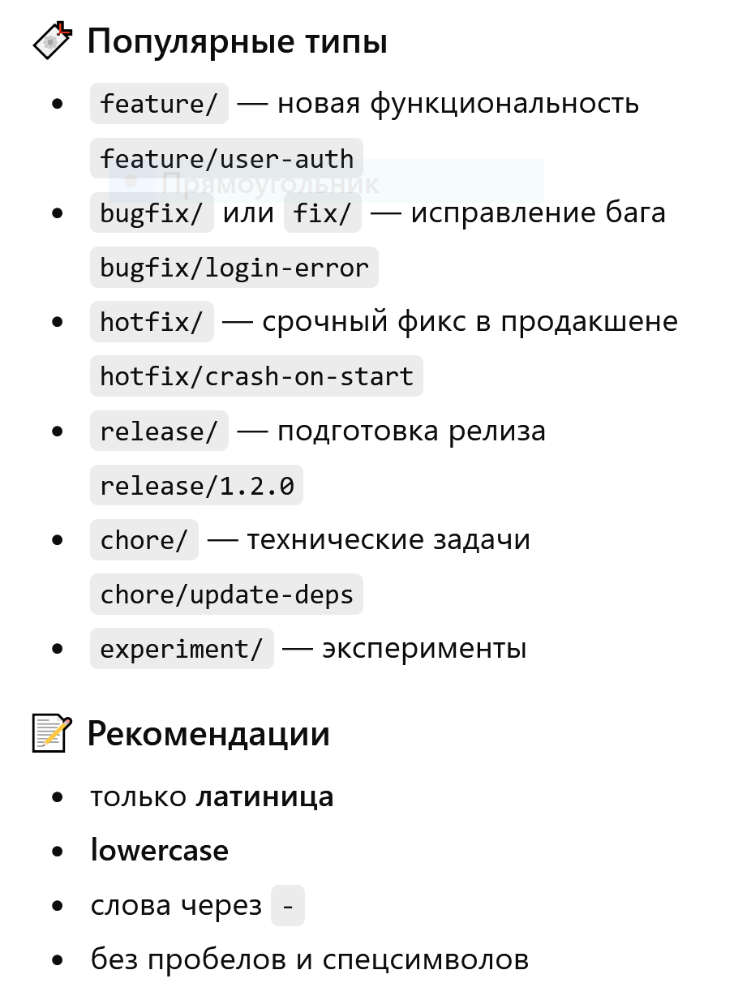 Популярные типы
feature/ — новая функциональность
feature/user-auth
Прямоугольник
bugfix/ или fix/ — исправление бага
bugfix/login-error
hotfix/ — срочный фикс в продакшене
hotfix/crash-on-start
release/ — подготовка релиза
release/1.2.0
chore/ — технические задачи
chore/update-deps
experiment/ — эксперименты
Рекомендации
только латиница
lowercase
слова через -
без пробелов и спецсимволов